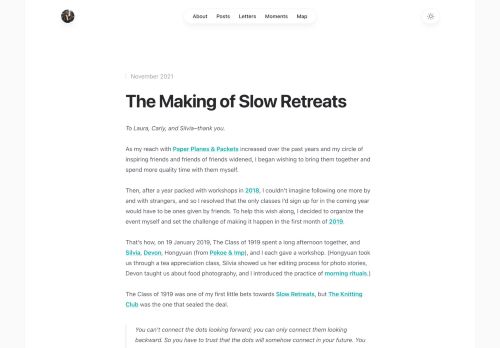 About Posts Letters Moments Map
November 2021
The Making of Slow Retreats
To Laura, Carly, and Silvia–thank you.
As my reach with Paper Planes & Packets increased over the past years and my circle of
inspiring friends and friends of friends widened, I began wishing to bring them together and
spend more quality time with them myself.
Then, after a year packed with workshops in 2018, I couldn't imagine following one more by
end with strangers, and so I resolved that the only classes I'd sign up for in the coming year
would have to be ones given by friends. To help this wish along, I decided to organize the
event myself and set the challenge of making it happen in the first month of 2019.
That's how, on 19 January 2019, The Class of 1919 spent a long afternoon together, and
Silvia, Devon, Hongyuan (from Pekoe & Imp), and I each gave a workshop. (Hongyuan took
us through a tea appreciation class, Silvia showed us her editing process for photo stories,
Devon taught us about food photography, and I introduced the practice of morning rituals.)
The Class of 1919 was one of my first little bets towards Slow Retreats, but The Knitting
Club was the one that sealed the deal.
You can't connect the dots looking forward; you can only connect them looking
backward. So you have to trust that the dots will somehow connect in your future. You